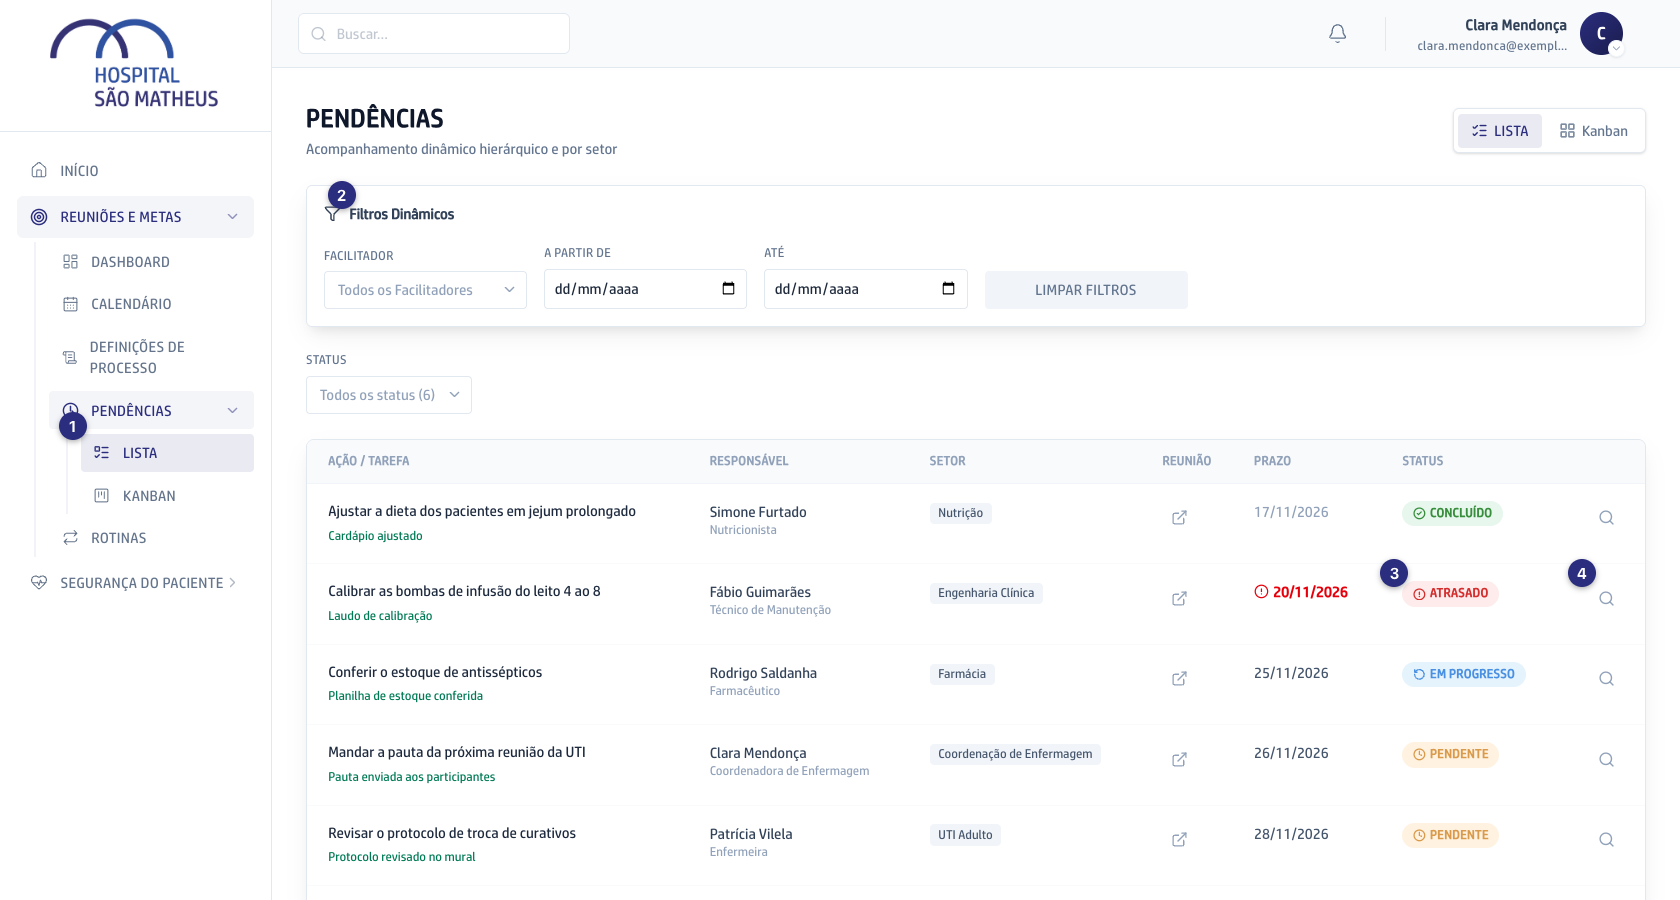 HOSPITAL
SÃO MATHEUS
Buscar...
Clara Mendonça
clara.mendonca@exempl...
C
INÍCIO
REUNIÕES E METAS
DASHBOARD
CALENDÁRIO
DEFINIÇÕES DE
PROCESSO
PENDÊNCIAS
1
LISTA
KANBAN
ROTINAS
SEGURANÇA DO PACIENTE
PENDÊNCIAS
Acompanhamento dinâmico hierárquico e por setor
LISTA
Kanban
2
Filtros Dinâmicos
FACILITADOR
Todos os Facilitadores
A PARTIR DE
dd/mm/aaaa
ATÉ
dd/mm/aaaa
LIMPAR FILTROS
STATUS
Todos os status (6)
AÇÃO / TAREFA RESPONSÁVEL SETOR REUNIÃO PRAZO STATUS
Ajustar a dieta dos pacientes em jejum prolongado
Cardápio ajustado
Simone Furtado
Nutricionista
Nutrição
17/11/2026
CONCLUÍDO
Calibrar as bombas de infusão do leito 4 ao 8
Laudo de calibração
Fábio Guimarães
Técnico de Manutenção
Engenharia Clínica
20/11/2026
3
ATRASADO
4
Conferir o estoque de antissépticos
Planilha de estoque conferida
Rodrigo Saldanha
Farmacêutico
Farmácia
25/11/2026
EM PROGRESSO
Mandar a pauta da próxima reunião da UTI
Pauta enviada aos participantes
Clara Mendonça
Coordenadora de Enfermagem
Coordenação de Enfermagem
26/11/2026
PENDENTE
Revisar o protocolo de troca de curativos
Protocolo revisado no mural
Patrícia Vilela
Enfermeira
UTI Adulto
28/11/2026
PENDENTE